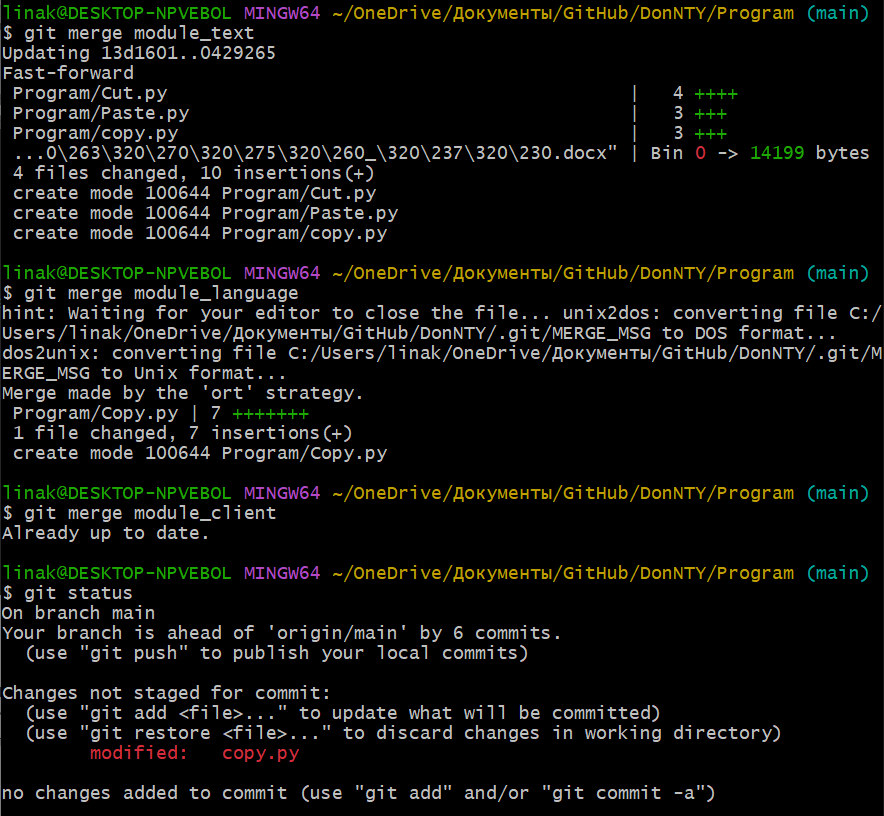 linak@DESKTOP-NPVEBOL MINGW64 ~/OneDrive/Документы/GitHub/DonNTY/Program (main)
$ git merge module_text
Updating 13d1601..0429265
Fast-forward
 Program/Cut.py                                         |   4 ++++
 Program/Paste.py                                       |   3 +++
 Program/copy.py                                        |   3 +++
 ...0\263\320\270\320\275\320\260_\320\237\320\230.docx" | Bin 0 -> 14199 bytes
 4 files changed, 10 insertions(+)
 create mode 100644 Program/Cut.py
 create mode 100644 Program/Paste.py
 create mode 100644 Program/copy.py
linak@DESKTOP-NPVEBOL MINGW64 ~/OneDrive/Документы/GitHub/DonNTY/Program (main)
$ git merge module_language
hint: Waiting for your editor to close the file... unix2dos: converting file C:/
Users/linak/OneDrive/Документы/GitHub/DonNTY/.git/MERGE_MSG to DOS format...
dos2unix: converting file C:/Users/linak/OneDrive/Документы/GitHub/DonNTY/.git/M
ERGE_MSG to Unix format...
Merge made by the 'ort' strategy.
 Program/Copy.py | 7 +++++++
 1 file changed, 7 insertions(+)
 create mode 100644 Program/Copy.py
linak@DESKTOP-NPVEBOL MINGW64 ~/OneDrive/Документы/GitHub/DonNTY/Program (main)
$ git merge module_client
Already up to date.
linak@DESKTOP-NPVEBOL MINGW64 ~/OneDrive/Документы/GitHub/DonNTY/Program (main)
$ git status
On branch main
Your branch is ahead of 'origin/main' by 6 commits.
  (use "git push" to publish your local commits)
Changes not staged for commit:
  (use "git add <file>..." to update what will be committed)
  (use "git restore <file>..." to discard changes in working directory)
        modified:   copy.py
no changes added to commit (use "git add" and/or "git commit -a")